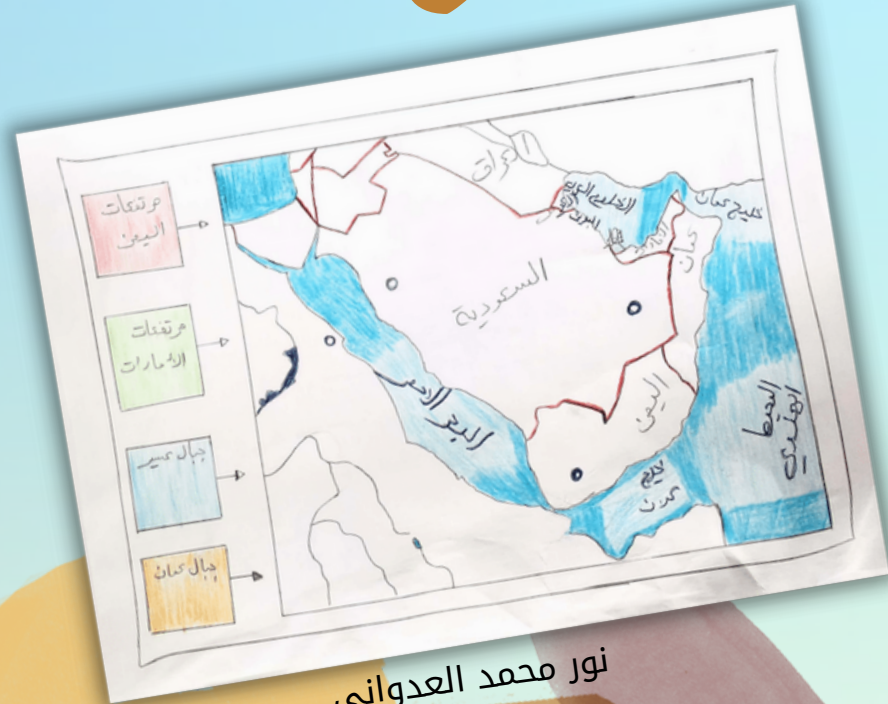 مرتفعات
اليمن
مرتفعات
الأمارات
جبال عسير
جبال عمان
العراق
الخليج العربي
خليج عمان
عمان
السعودية
اليمن
البحر الأحمر
خليج
عدن
المحيط
الهندي
نور محمد العدواني